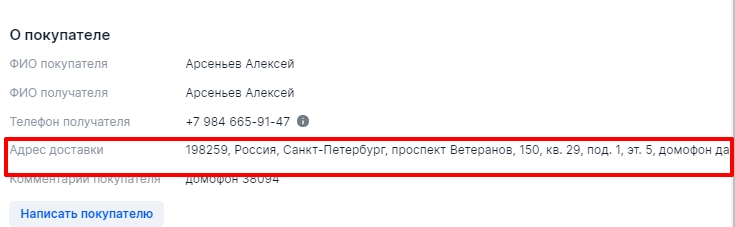 О покупателе
ФИО покупателя Арсеньев Алексей
ФИО получателя Арсеньев Алексей
Телефон получателя +7 984 665-91-47
Адрес доставки 198259, Россия, Санкт-Петербург, проспект Ветеранов, 150, кв. 29, под. 1, эт. 5, домофон да
Комментарий покупателя домофон 38094
Написать покупателю